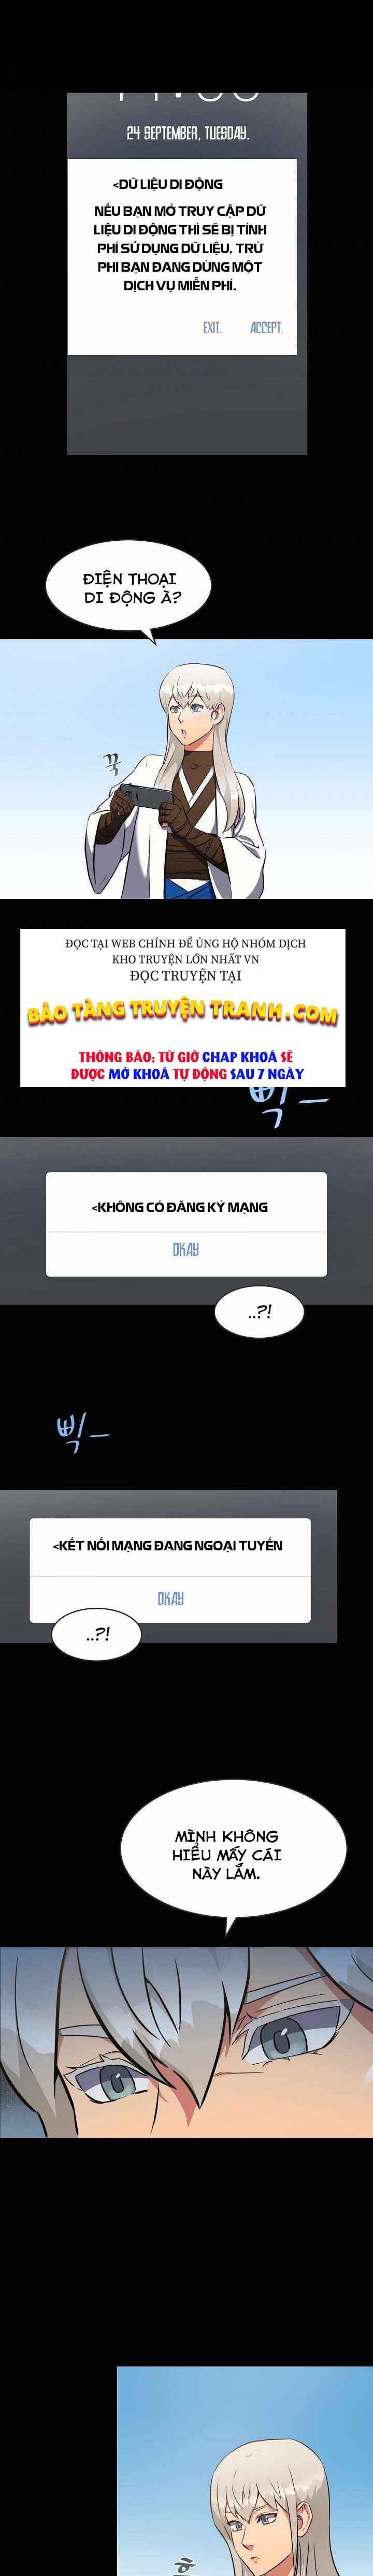 24 SEPTEMBER, TUESDAY.
<DỮ LIỆU DI ĐỘNG
NẾU BẠN MỞ TRUY CẬP DỮ
LIỆU DI ĐỘNG THÌ SẼ BỊ TÍNH
PHÍ SỬ DỤNG DỮ LIỆU, TRỪ
PHI BẠN ĐANG DÙNG MỘT
DỊCH VỤ MIỄN PHÍ.
EXIT. ACCEPT.
ĐIỆN THOẠI
DI ĐỘNG À?
꾹
ĐỌC TẠI WEB CHÍNH ĐỂ ỦNG HỘ NHÓM DỊCH
KHO TRUYỆN LỚN NHẤT VN
ĐỌC TRUYỆN TẠI
BẢO TÀNG TRUYỆN TRANH.COM
THÔNG BÁO: TỪ GIỜ CHAP KHOÁ SẼ
ĐƯỢC MỞ KHOÁ TỰ ĐỘNG SAU 7 NGÀY
삑—
<KHÔNG CÓ ĐĂNG KÝ MẠNG
OKAY
..?!
삑—
<KẾT NỐI MẠNG ĐANG NGOẠI TUYẾN
OKAY
..?!
MÌNH KHÔNG
HIỂU MẤY CÁI
NÀY LẮM.